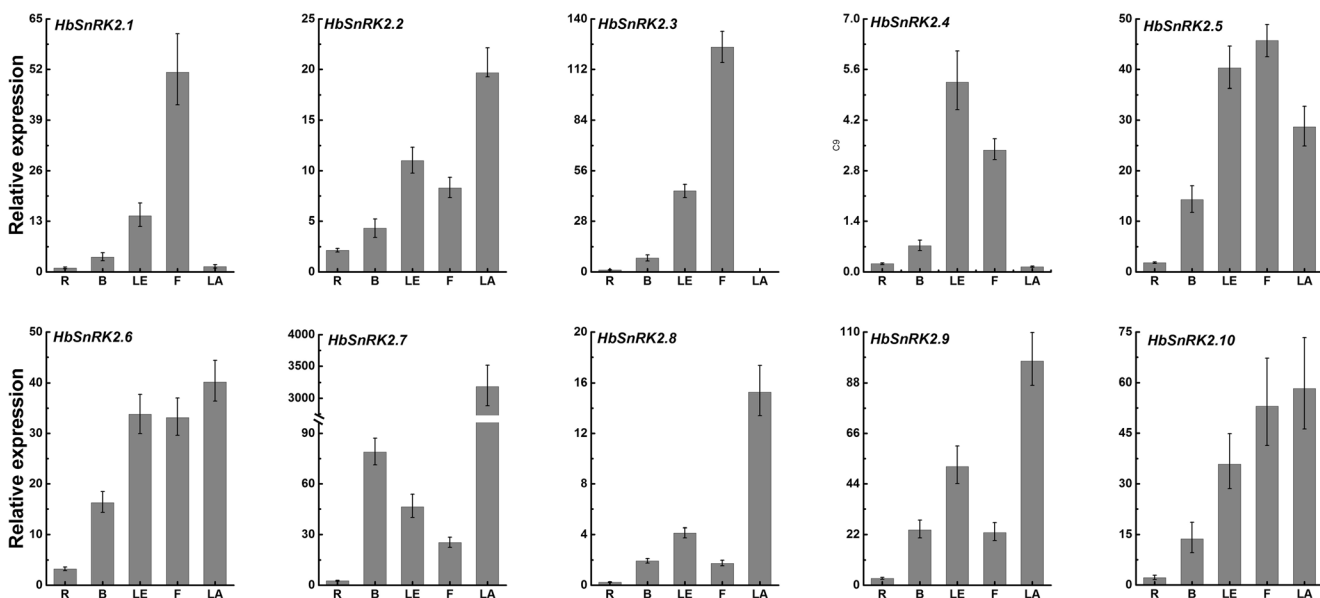 HbSnRK2.1
Relative expression
65
52
39
26
13
0
R B LE F LA
HbSnRK2.2
25
20
15
10
5
0
R B LE F LA
HbSnRK2.3
140
112
84
56
28
0
R B LE F LA
HbSnRK2.4
C9
7.0
5.6
4.2
2.8
1.4
0.0
R B LE F LA
HbSnRK2.5
50
40
30
20
10
0
R B LE F LA
HbSnRK2.6
Relative expression
50
40
30
20
10
0
R B LE F LA
HbSnRK2.7
4000
3500
3000
90
60
30
0
R B LE F LA
HbSnRK2.8
20
16
12
8
4
0
R B LE F LA
HbSnRK2.9
110
88
66
44
22
0
R B LE F LA
HbSnRK2.10
75
60
45
30
15
0
R B LE F LA